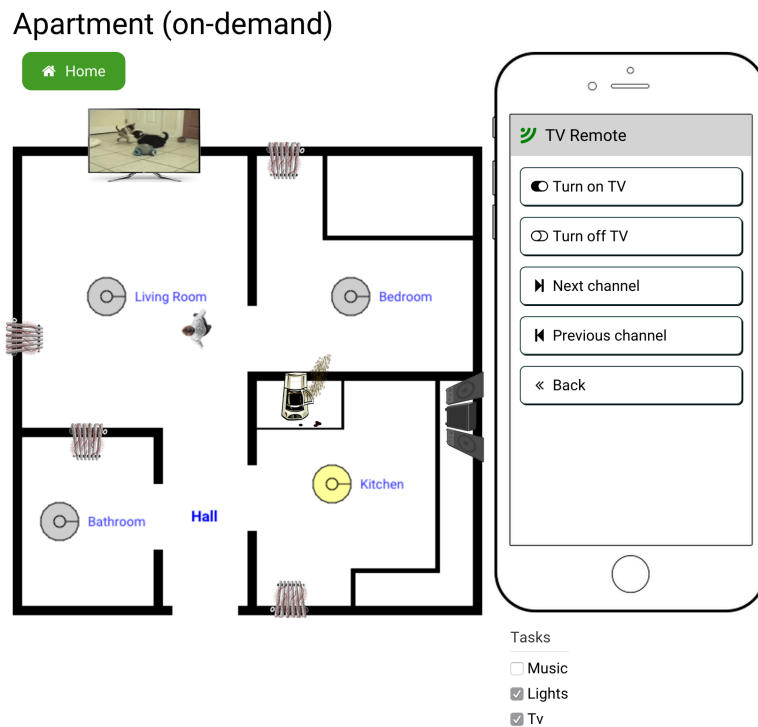 Apartment (on-demand)
Home
TV Remote
Turn on TV
Turn off TV
Next channel
Previous channel
Back
Living Room
Bedroom
Kitchen
Bathroom
Hall
Tasks
Music
Lights
Tv